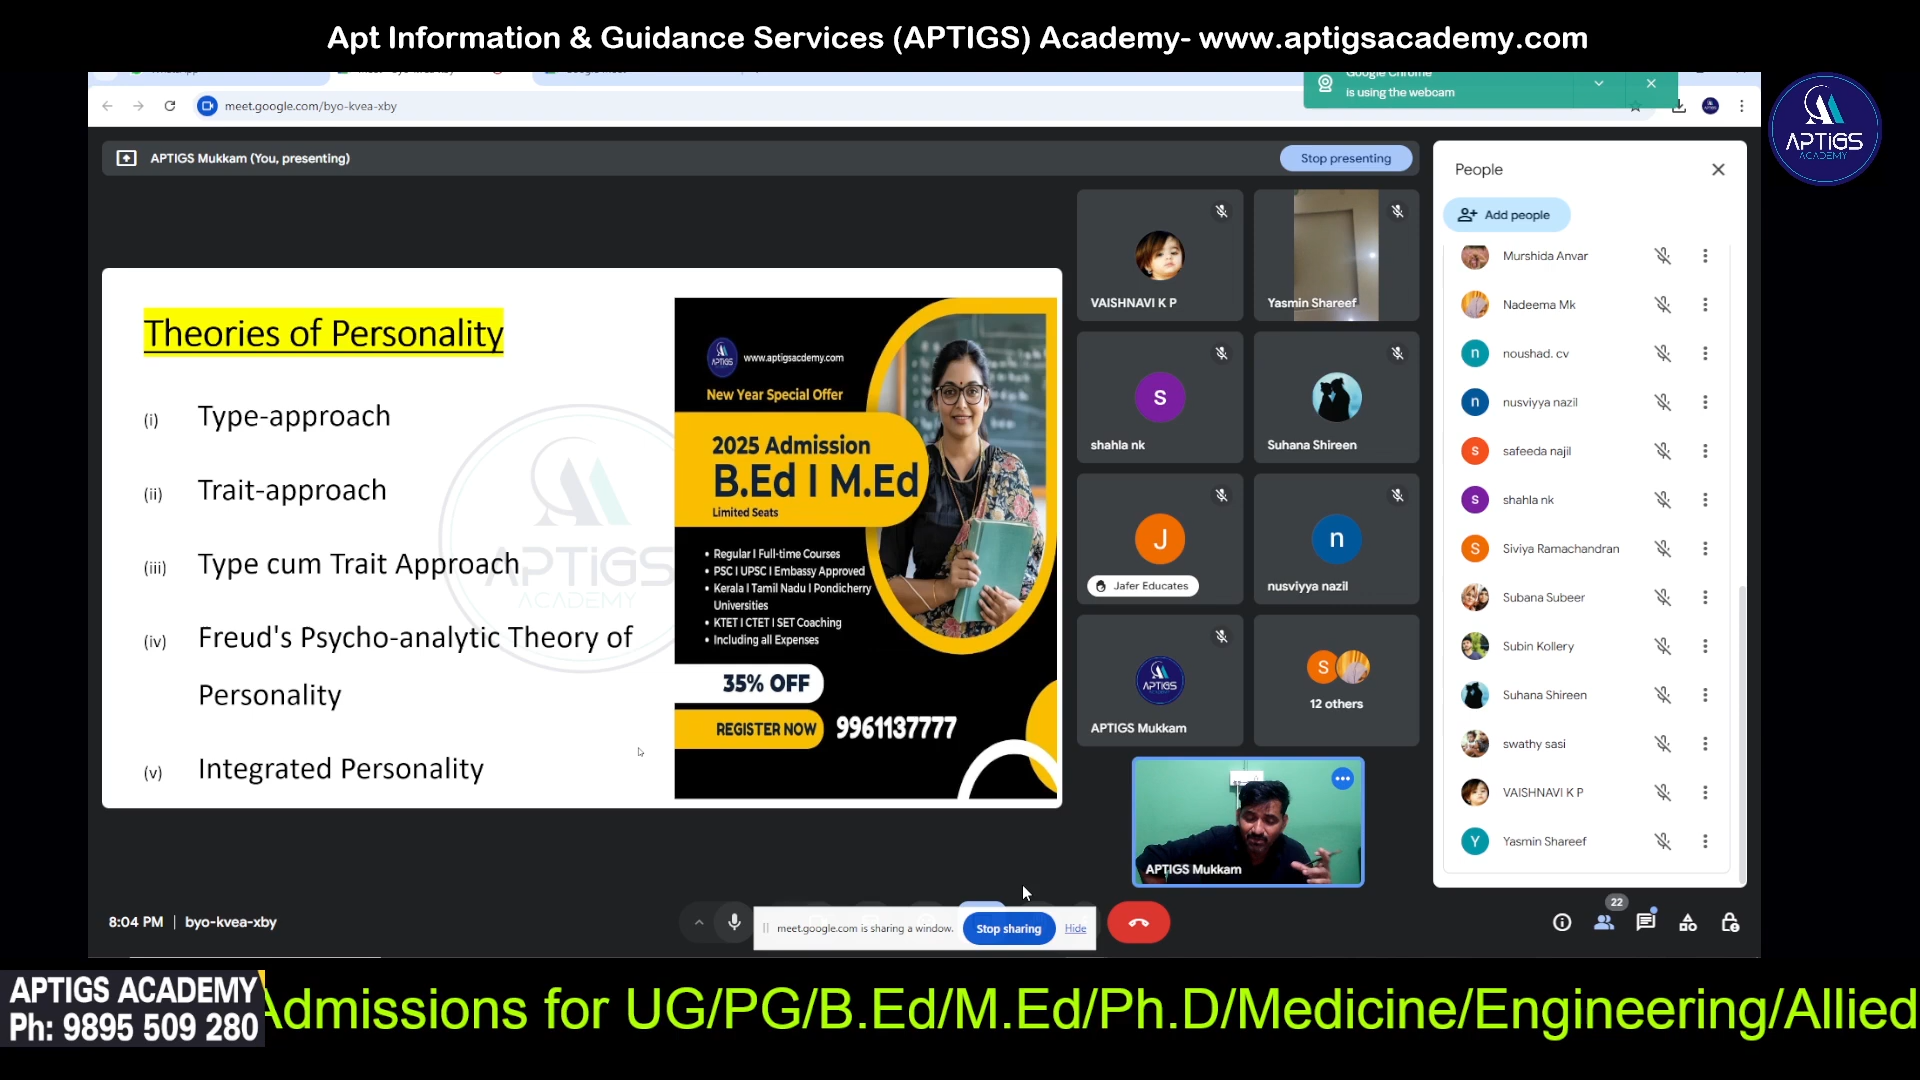 Apt Information & Guidance Services (APTIGS) Academy- www.aptigsacademy.com
Google Chrome
is using the webcam
meet.google.com/byo-kvea-xby
APTIGS
ACADEMY
APTIGS Mukkam (You, presenting)
Stop presenting
People
Add people
Theories of Personality
(i) Type-approach
(ii) Trait-approach
(iii) Type cum Trait Approach
(iv) Freud's Psycho-analytic Theory of
Personality
(v) Integrated Personality
APTIGS
ACADEMY
APTIGS
www.aptigsacdemy.com
New Year Special Offer
2025 Admission
B.Ed I M.Ed
Limited Seats
• Regular I Full-time Courses
• PSC I UPSC I Embassy Approved
• Kerala I Tamil Nadu I Pondicherry
Universities
• KTET I CTET I SET Coaching
• Including all Expenses
35% OFF
REGISTER NOW 9961137777
VAISHNAVI K P
Yasmin Shareef
S
shahla nk
Suhana Shireen
J
Jafer Educates
n
nusviyya nazil
APTIGS
APTIGS Mukkam
S
12 others
APTIGS Mukkam
Murshida Anvar
Nadeema Mk
n noushad. cv
n nusviyya nazil
s safeeda najil
s shahla nk
S Siviya Ramachandran
Subana Subeer
Subin Kollery
Suhana Shireen
swathy sasi
VAISHNAVI K P
Y Yasmin Shareef
8:04 PM | byo-kvea-xby
meet.google.com is sharing a window.
Stop sharing
Hide
22
APTIGS ACADEMY
Ph: 9895 509 280
Admissions for UG/PG/B.Ed/M.Ed/Ph.D/Medicine/Engineering/Allied